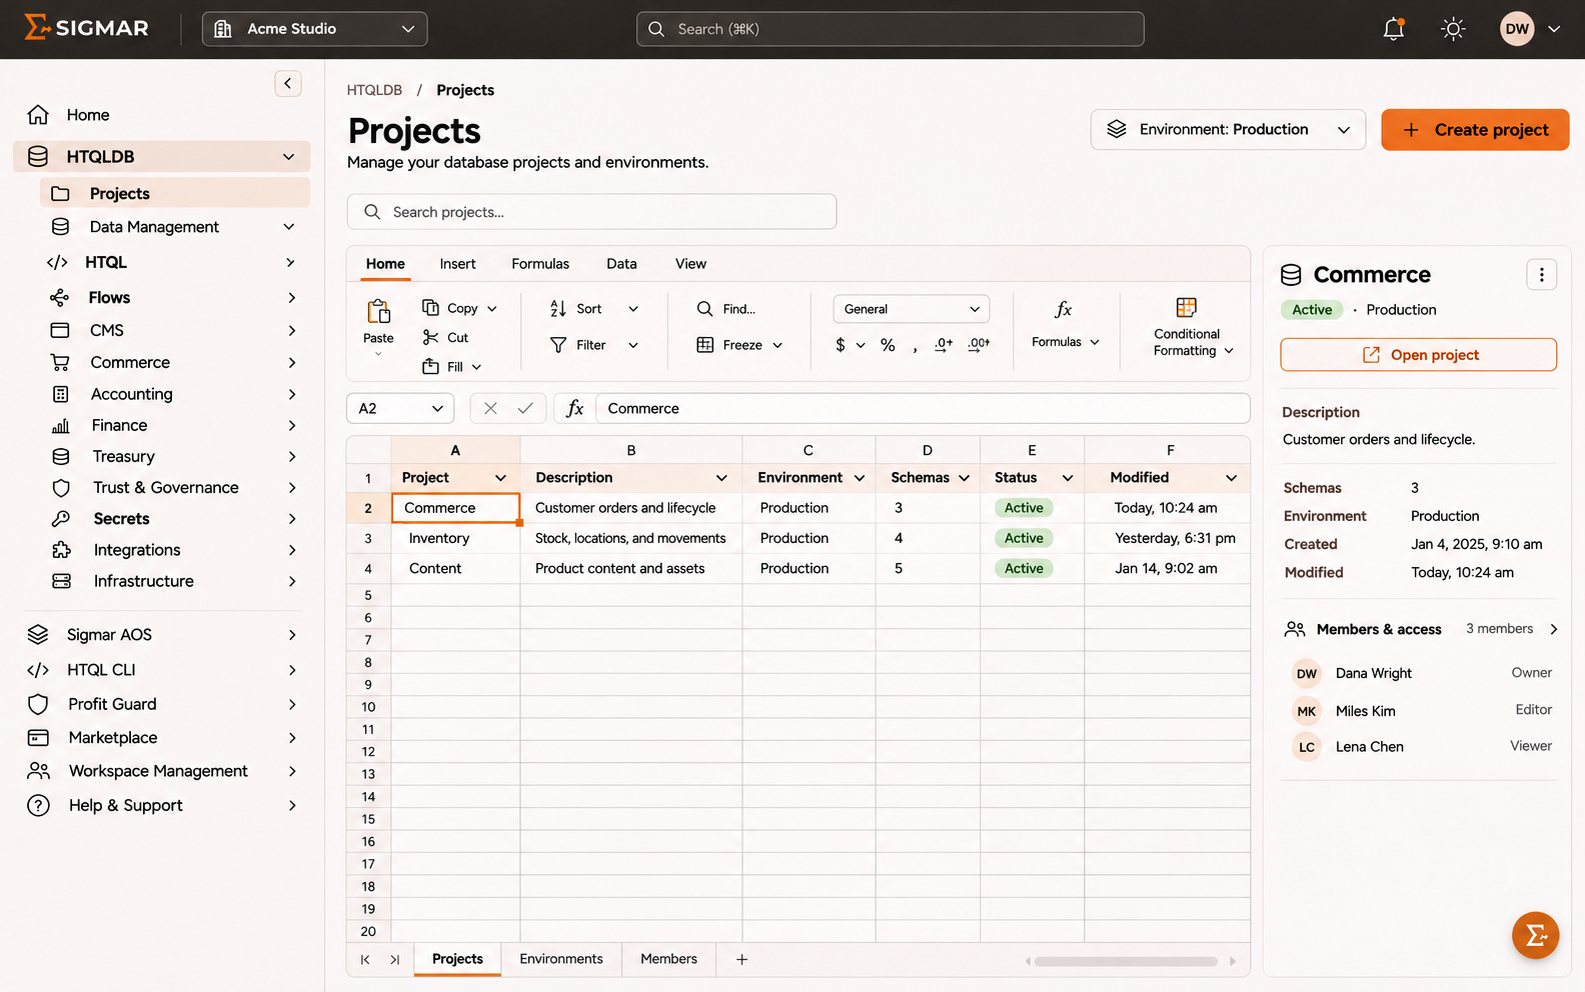 SIGMAR
Acme Studio
Search (⌘K)
DW
Home
HTQLDB
Projects
Data Management
HTQL
Flows
CMS
Commerce
Accounting
Finance
Treasury
Trust & Governance
Secrets
Integrations
Infrastructure
Sigmar AOS
HTQL CLI
Profit Guard
Marketplace
Workspace Management
Help & Support
HTQLDB / Projects
Projects
Manage your database projects and environments.
Environment: Production
+ Create project
Search projects...
Home Insert Formulas Data View
Paste
Copy
Cut
Fill
Sort
Filter
Find...
Freeze
General
$ % , .0 .00
fx
Formulas
Conditional
Formatting
A2 fx Commerce
A B C D E F
1 Project Description Environment Schemas Status Modified
2 Commerce Customer orders and lifecycle Production 3 Active Today, 10:24 am
3 Inventory Stock, locations, and movements Production 4 Active Yesterday, 6:31 pm
4 Content Product content and assets Production 5 Active Jan 14, 9:02 am
5
6
7
8
9
10
11
12
13
14
15
16
17
18
19
20
Projects Environments Members +
Commerce
Active · Production
Open project
Description
Customer orders and lifecycle.
Schemas 3
Environment Production
Created Jan 4, 2025, 9:10 am
Modified Today, 10:24 am
Members & access 3 members
DW Dana Wright Owner
MK Miles Kim Editor
LC Lena Chen Viewer